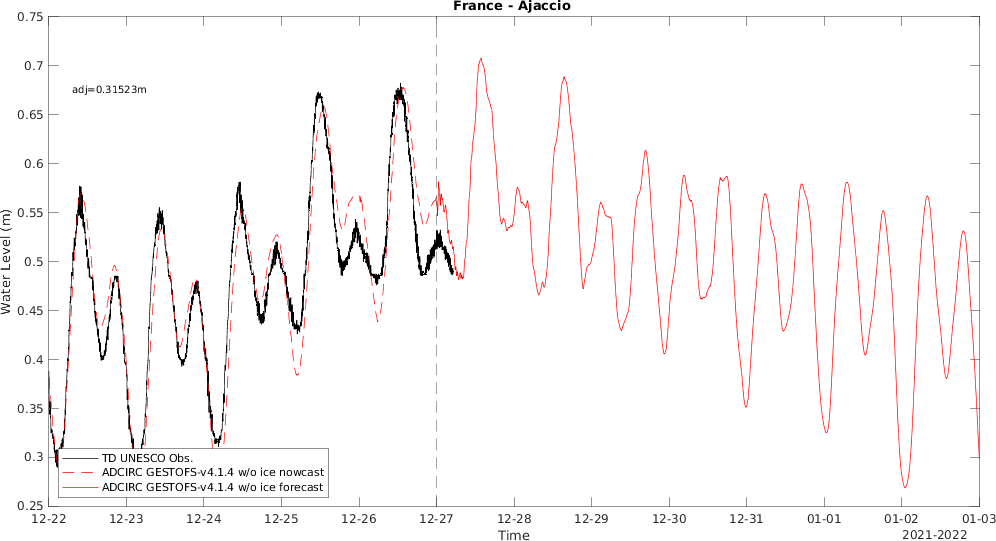 France - Ajaccio
0.75
0.7
0.65
0.6
0.55
0.5
0.45
0.4
0.35
0.3
0.25
Water Level (m)
adj=0.31523m
TD UNESCO Obs.
ADCIRC GESTOFS-v4.1.4 w/o ice nowcast
ADCIRC GESTOFS-v4.1.4 w/o ice forecast
12-22 12-23 12-24 12-25 12-26 12-27 12-28 12-29 12-30 12-31 01-01 01-02 01-03
Time
2021-2022